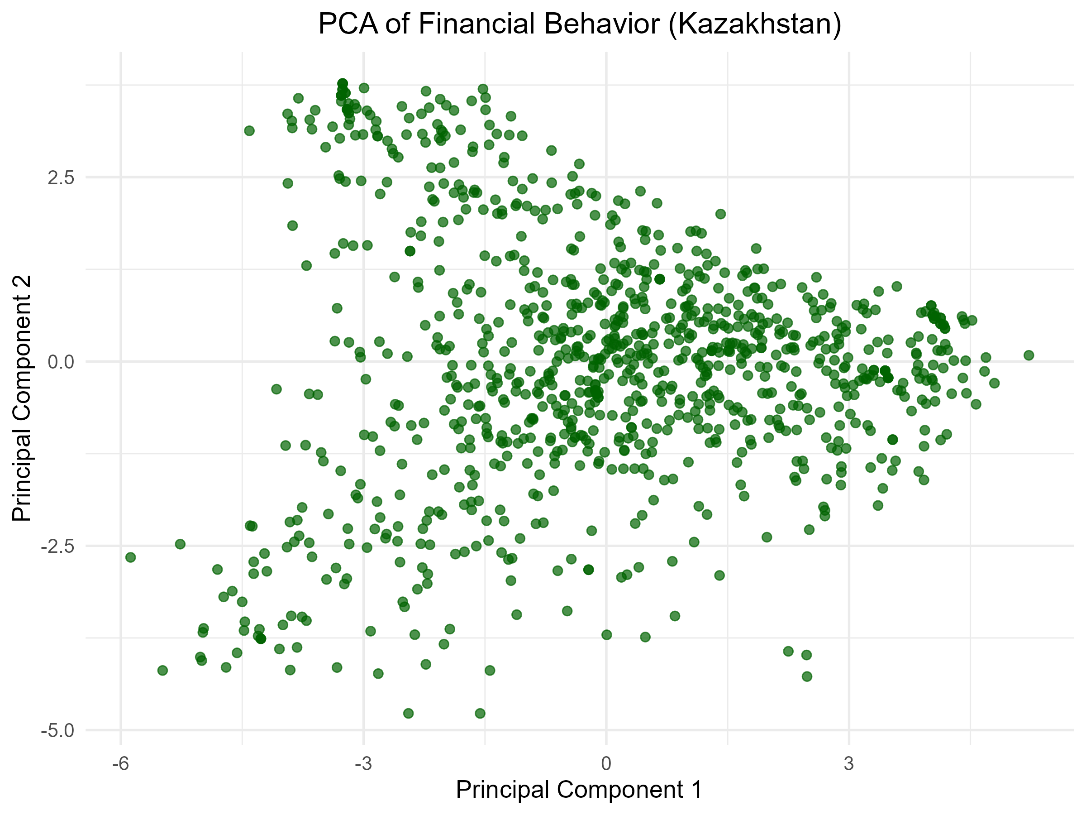 PCA of Financial Behavior (Kazakhstan)
Principal Component 2
2.5
0.0
-2.5
-5.0
-6
-3
0
3
Principal Component 1